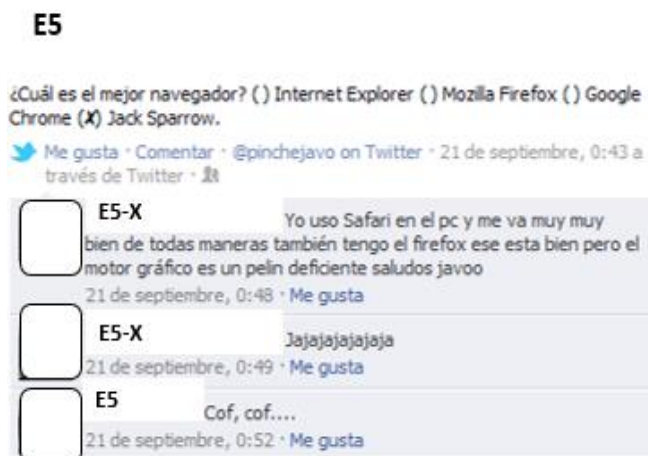 E5
¿Cuál es el mejor navegador? ( ) Internet Explorer ( ) Mozilla Firefox ( ) Google
Chrome (X) Jack Sparrow.
Me gusta · Comentar · @pinchejavo on Twitter · 21 de septiembre, 0:43 a
través de Twitter ·
E5-X Yo uso Safari en el pc y me va muy muy
bien de todas maneras también tengo el firefox ese esta bien pero el
motor gráfico es un pelin deficiente saludos javoo
21 de septiembre, 0:48 · Me gusta
E5-X Jajajajajajaja
21 de septiembre, 0:49 · Me gusta
E5 Cof, cof....
21 de septiembre, 0:52 · Me gusta